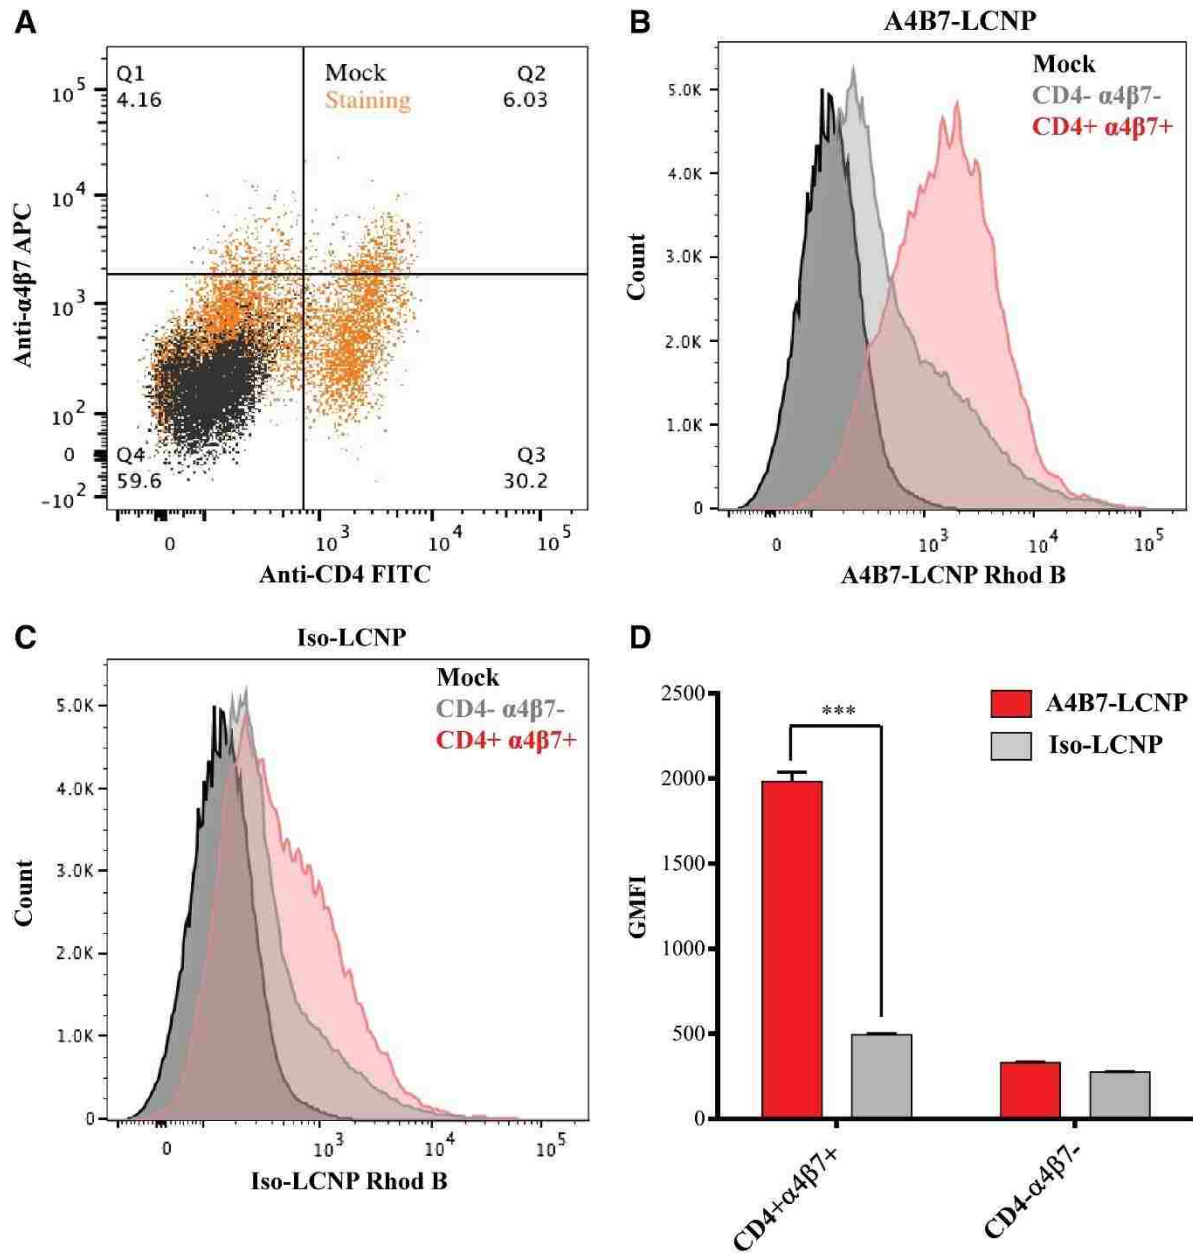 A
Q1
4.16
Mock
Staining
Q2
6.03
Q4
59.6
Q3
30.2
10^5
10^4
10^3
10^2
0
-10^2
0
10^3
10^4
10^5
Anti-α4β7 APC
Anti-CD4 FITC
B
A4B7-LCNP
Mock
CD4- α4β7-
CD4+ α4β7+
5.0K
4.0K
3.0K
2.0K
1.0K
0
Count
0
10^3
10^4
10^5
A4B7-LCNP Rhod B
C
Iso-LCNP
Mock
CD4- α4β7-
CD4+ α4β7+
5.0K
4.0K
3.0K
2.0K
1.0K
0
Count
0
10^3
10^4
10^5
Iso-LCNP Rhod B
D
A4B7-LCNP
Iso-LCNP
***
2500
2000
1500
1000
500
0
GMFI
CD4+α4β7+
CD4-α4β7-